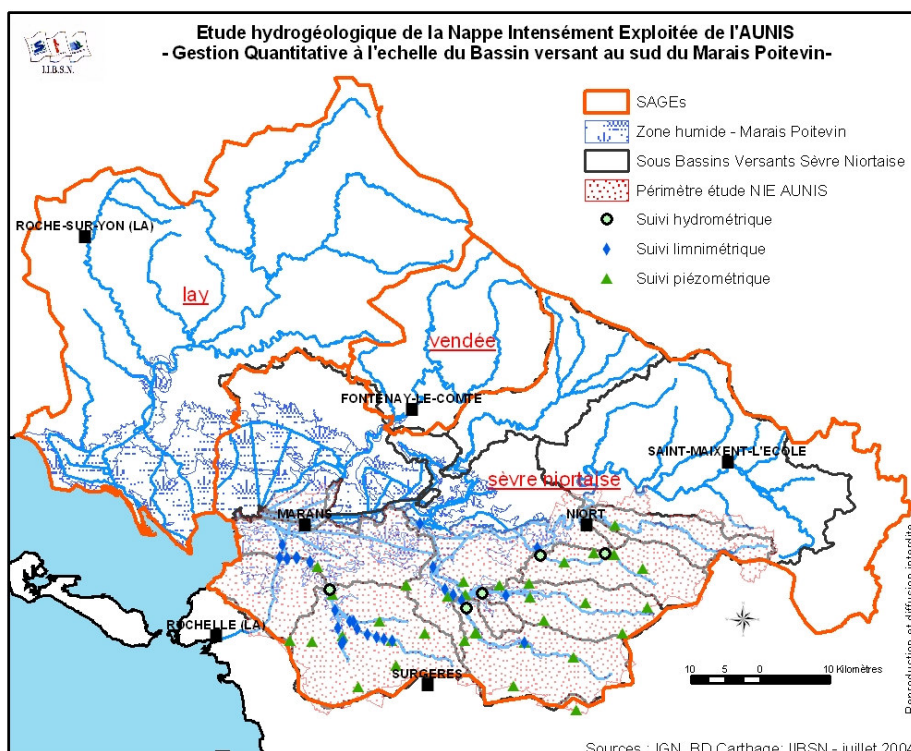 Etude hydrogéologique de la Nappe Intensément Exploitée de l'AUNIS
- Gestion Quantitative à l'echelle du Bassin versant au sud du Marais Poitevin-
I.I.B.S.N.
SAGEs
Zone humide - Marais Poitevin
Sous Bassins Versants Sèvre Niortaise
Périmètre étude NIE AUNIS
Suivi hydrométrique
Suivi limnimétrique
Suivi piézométrique
ROCHE-SUR-YON (LA)
lay
vendée
FONTENAY-LE-COMTE
SAINT-MAIXENT-L'ECOLE
sèvre niortaise
MARANS
NIORT
ROCHELLE (LA)
SURGERES
10 5 0 10 Kilomètres
Reproduction et diffusion interdite
Sources : IGN, BD Carthage; IIBSN - juillet 2004